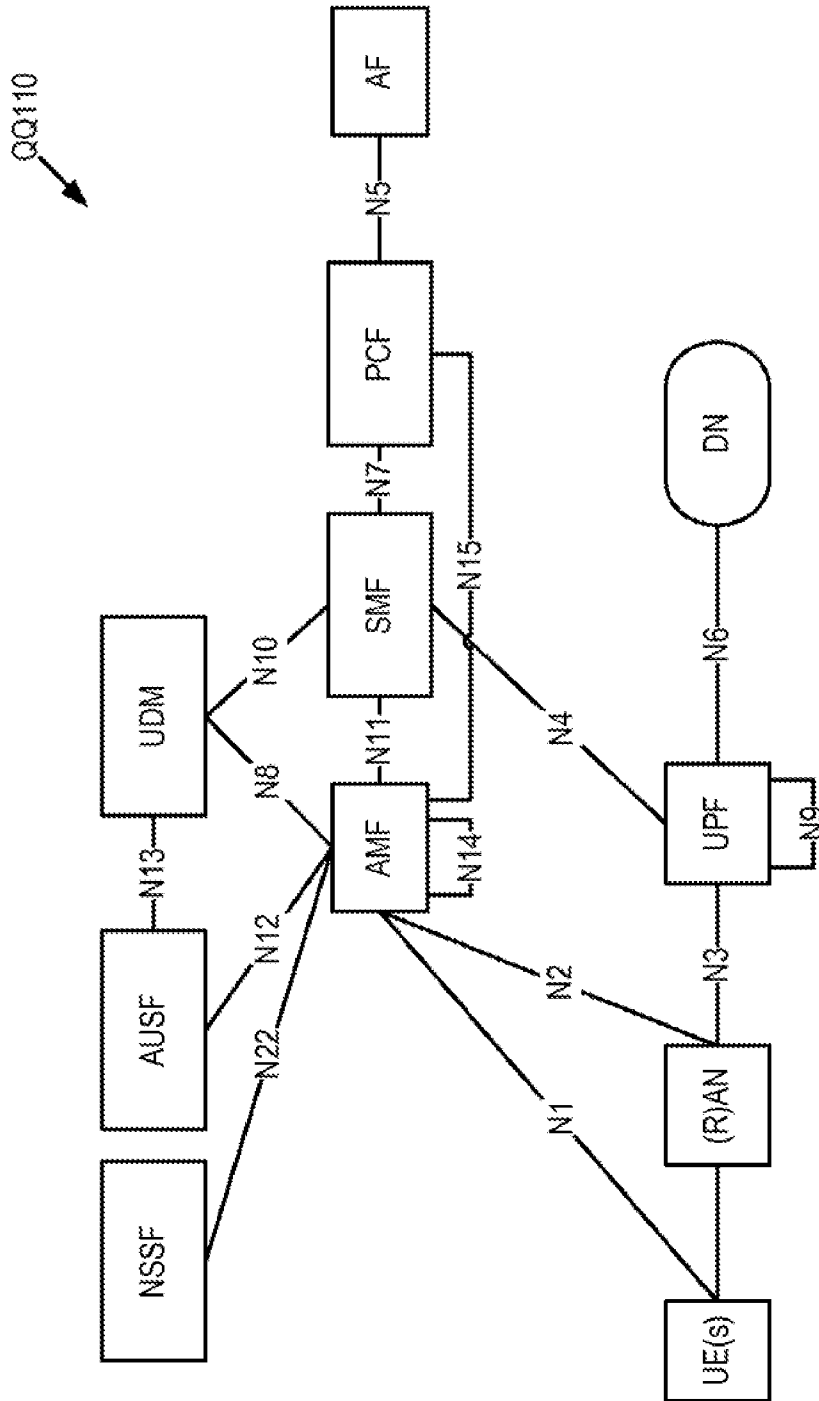 QQ110
NSSF
AUSF
N13
UDM
N22
N12
N8
N10
AMF
N11
SMF
N7
PCF
N5
AF
N14
N15
N1
N2
N4
UE(s)
(R)AN
N3
UPF
N6
DN
N9